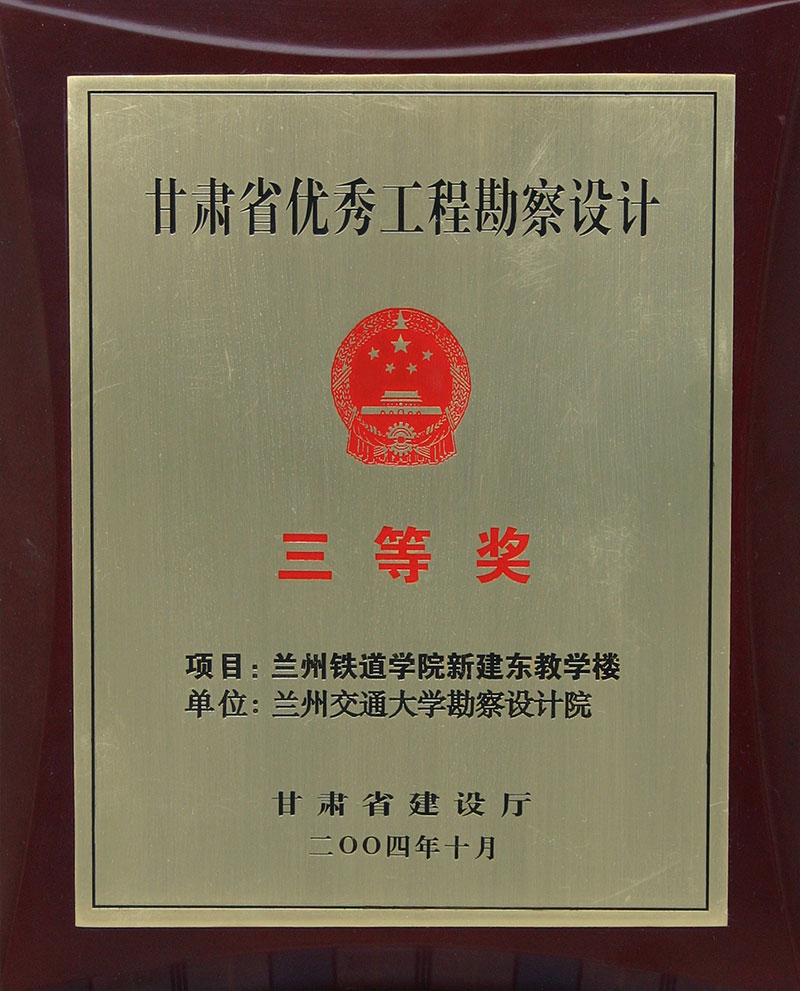 甘肃省优秀工程勘察设计
三等奖
项目：兰州铁道学院新建东教学楼
单位：兰州交通大学勘察设计院
甘肃省建设厅
二OO四年十月